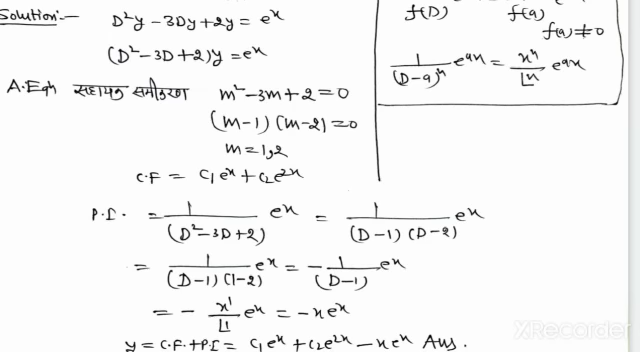 Solution:— D²y - 3Dy + 2y = eˣ
(D² - 3D + 2)y = eˣ
f(D) f(a)
f(a) ≠ 0
1/(D-a)ⁿ eᵃˣ = xⁿ/∟n eᵃˣ
A.Eqn सहायक समीकरण m² - 3m + 2 = 0
(m-1) (m-2) = 0
m = 1, 2
C.F = C₁eˣ + C₂e²ˣ
P.I. = 1/(D² - 3D + 2) eˣ = 1/((D-1) (D-2)) eˣ
= 1/((D-1) (1-2)) eˣ = - 1/(D-1) eˣ
= - x¹/∟1 eˣ = -xeˣ
y = C.F. + P.I = C₁eˣ + C₂e²ˣ - xeˣ Ans.
XRecorder